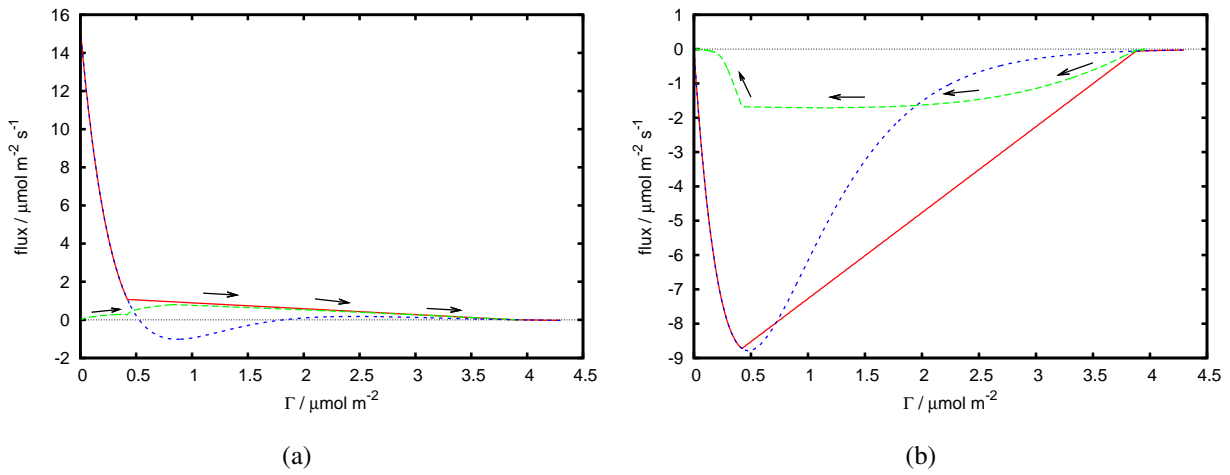 16
14
12
10
8
6
4
2
0
-2
flux / μmol m-2 s-1
0 0.5 1 1.5 2 2.5 3 3.5 4 4.5
Γ / μmol m-2
(a)
1
0
-1
-2
-3
-4
-5
-6
-7
-8
-9
flux / μmol m-2 s-1
0 0.5 1 1.5 2 2.5 3 3.5 4 4.5
Γ / μmol m-2
(b)